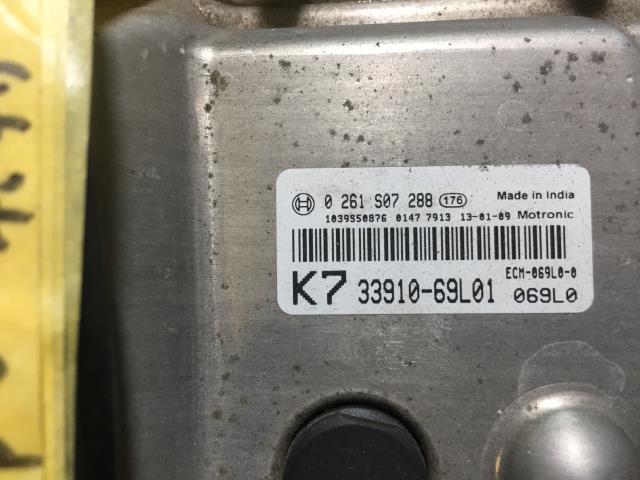 0 261 S07 288 176 Made in India
1039S50876 0147 7913 13-01-09 Motronic
ECM-069L0-0
K7 33910-69L01 069L0